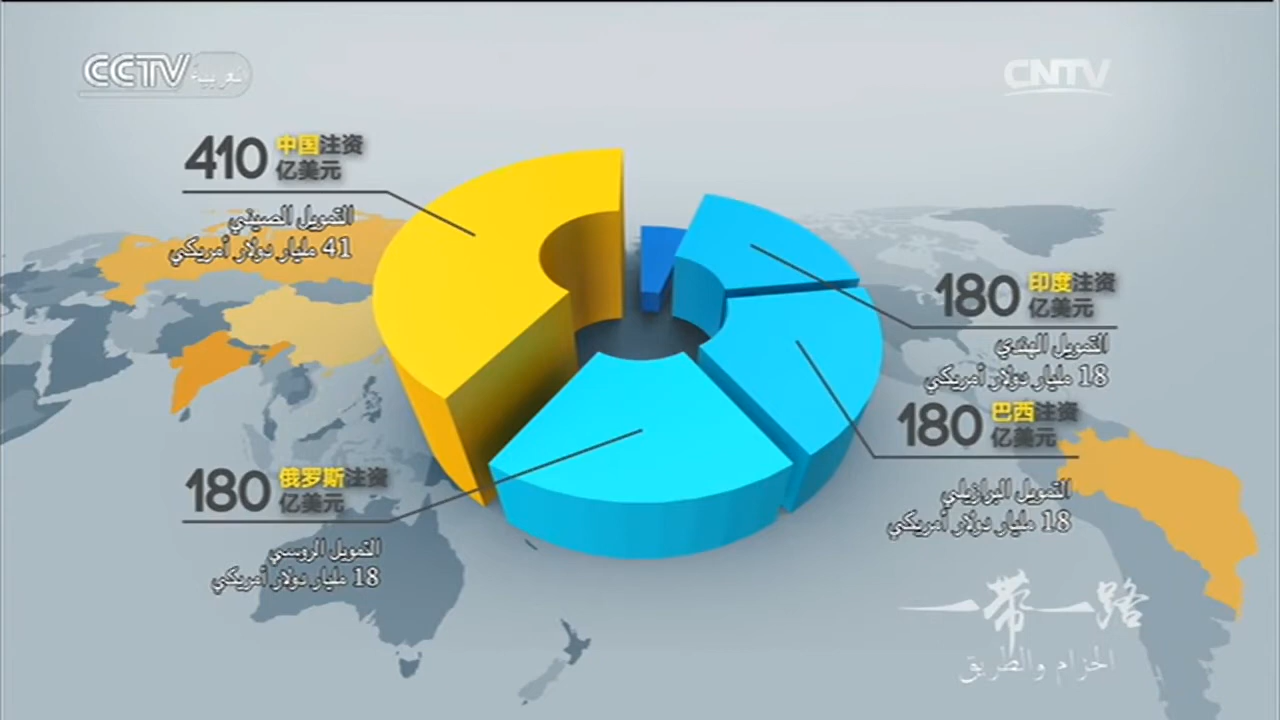 CCTV العربية
CNTV
410 中国注资
亿美元
التمويل الصيني
41 مليار دولار أمريكي
180 印度注资
亿美元
التمويل الهندي
18 مليار دولار أمريكي
180 巴西注资
亿美元
التمويل البرازيلي
18 مليار دولار أمريكي
180 俄罗斯注资
亿美元
التمويل الروسي
18 مليار دولار أمريكي
一带一路
الحزام والطريق